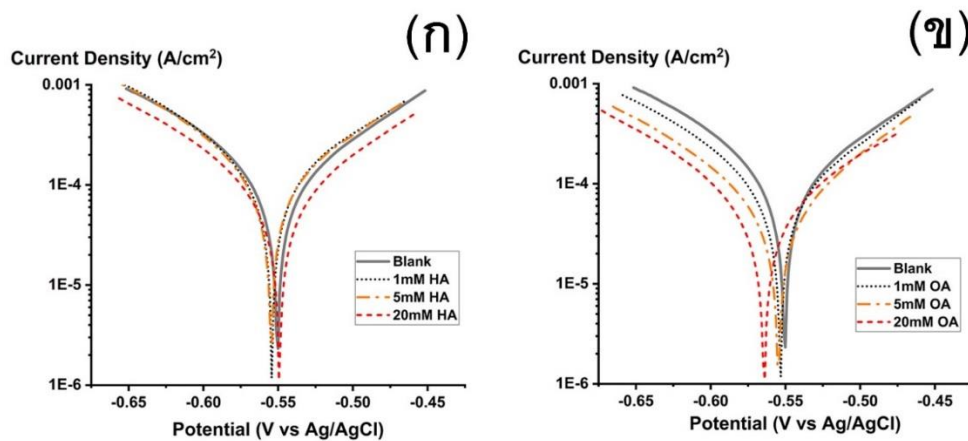 (ก)
Current Density (A/cm²)
0.001
1E-4
1E-5
1E-6
Blank
1mM HA
5mM HA
20mM HA
-0.65
-0.60
-0.55
-0.50
-0.45
Potential (V vs Ag/AgCl)
(ข)
Current Density (A/cm²)
0.001
1E-4
1E-5
1E-6
Blank
1mM OA
5mM OA
20mM OA
-0.65
-0.60
-0.55
-0.50
-0.45
Potential (V vs Ag/AgCl)